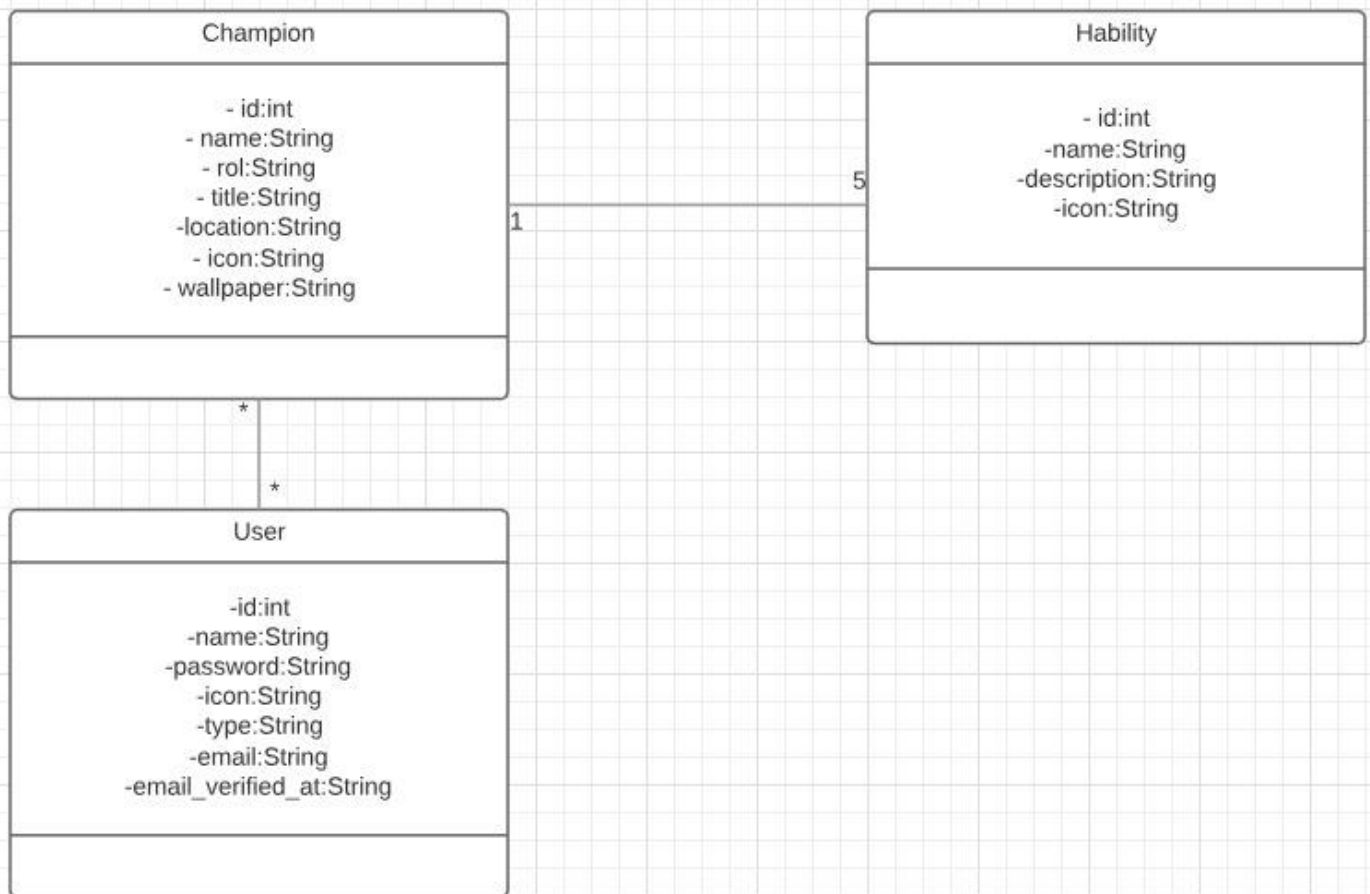 Champion
- id:int
- name:String
- rol:String
- title:String
-location:String
- icon:String
- wallpaper:String
1
5
Hability
- id:int
-name:String
-description:String
-icon:String
*
*
User
-id:int
-name:String
-password:String
-icon:String
-type:String
-email:String
-email_verified_at:String